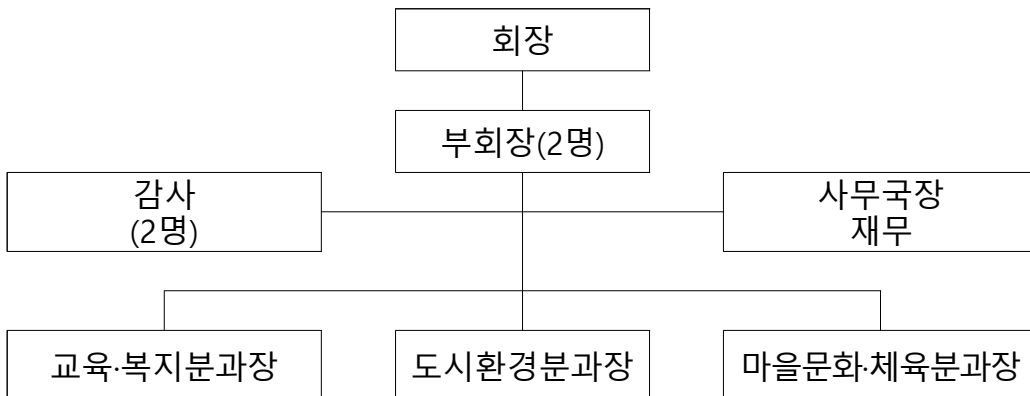 회장
부회장(2명)
감사
(2명)
사무국장
재무
교육·복지분과장
도시환경분과장
마을문화·체육분과장